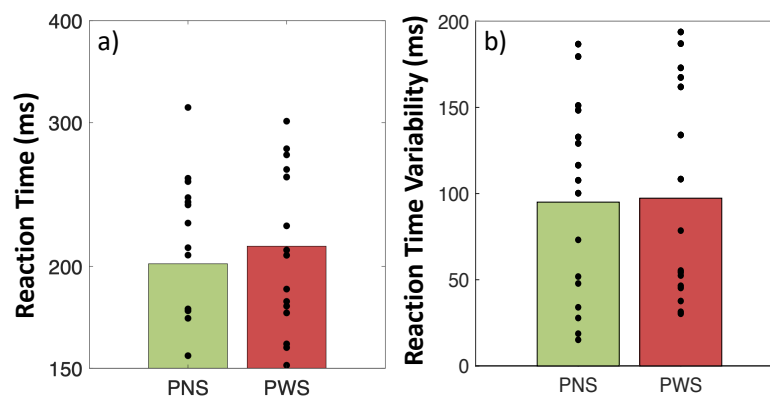 a)
Reaction Time (ms)
400
300
200
150
PNS PWS
b)
Reaction Time Variability (ms)
200
150
100
50
0
PNS PWS